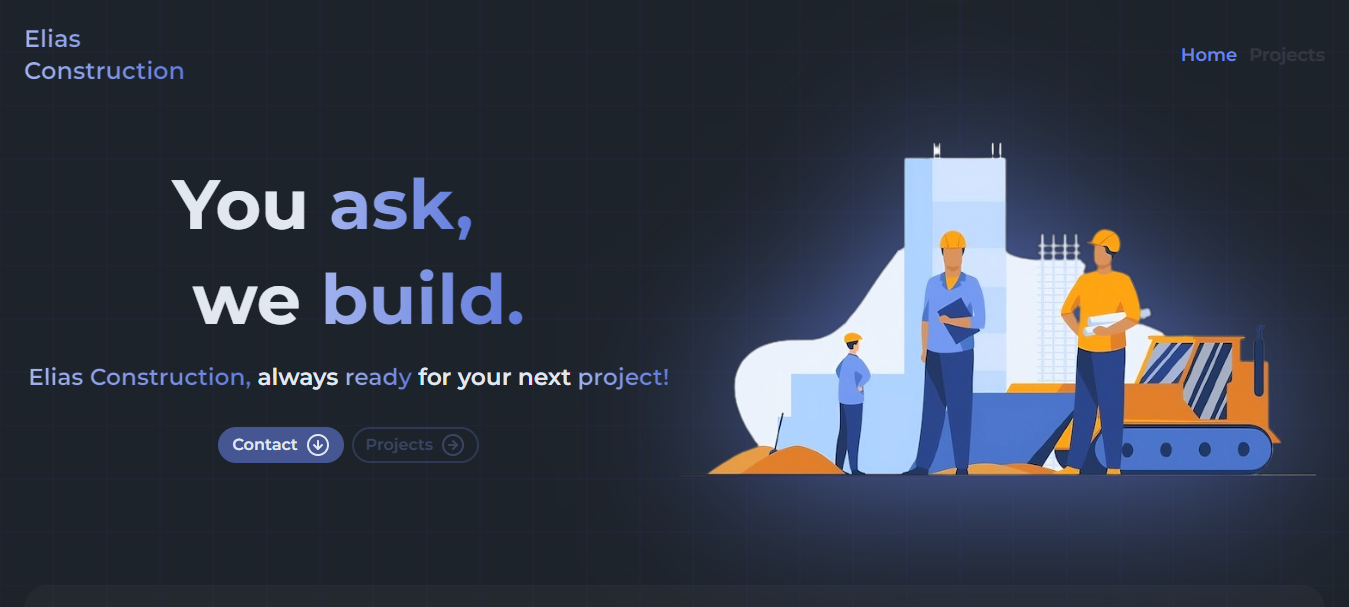 Elias
Construction
Home Projects
You ask,
we build.
Elias Construction, always ready for your next project!
Contact
Projects